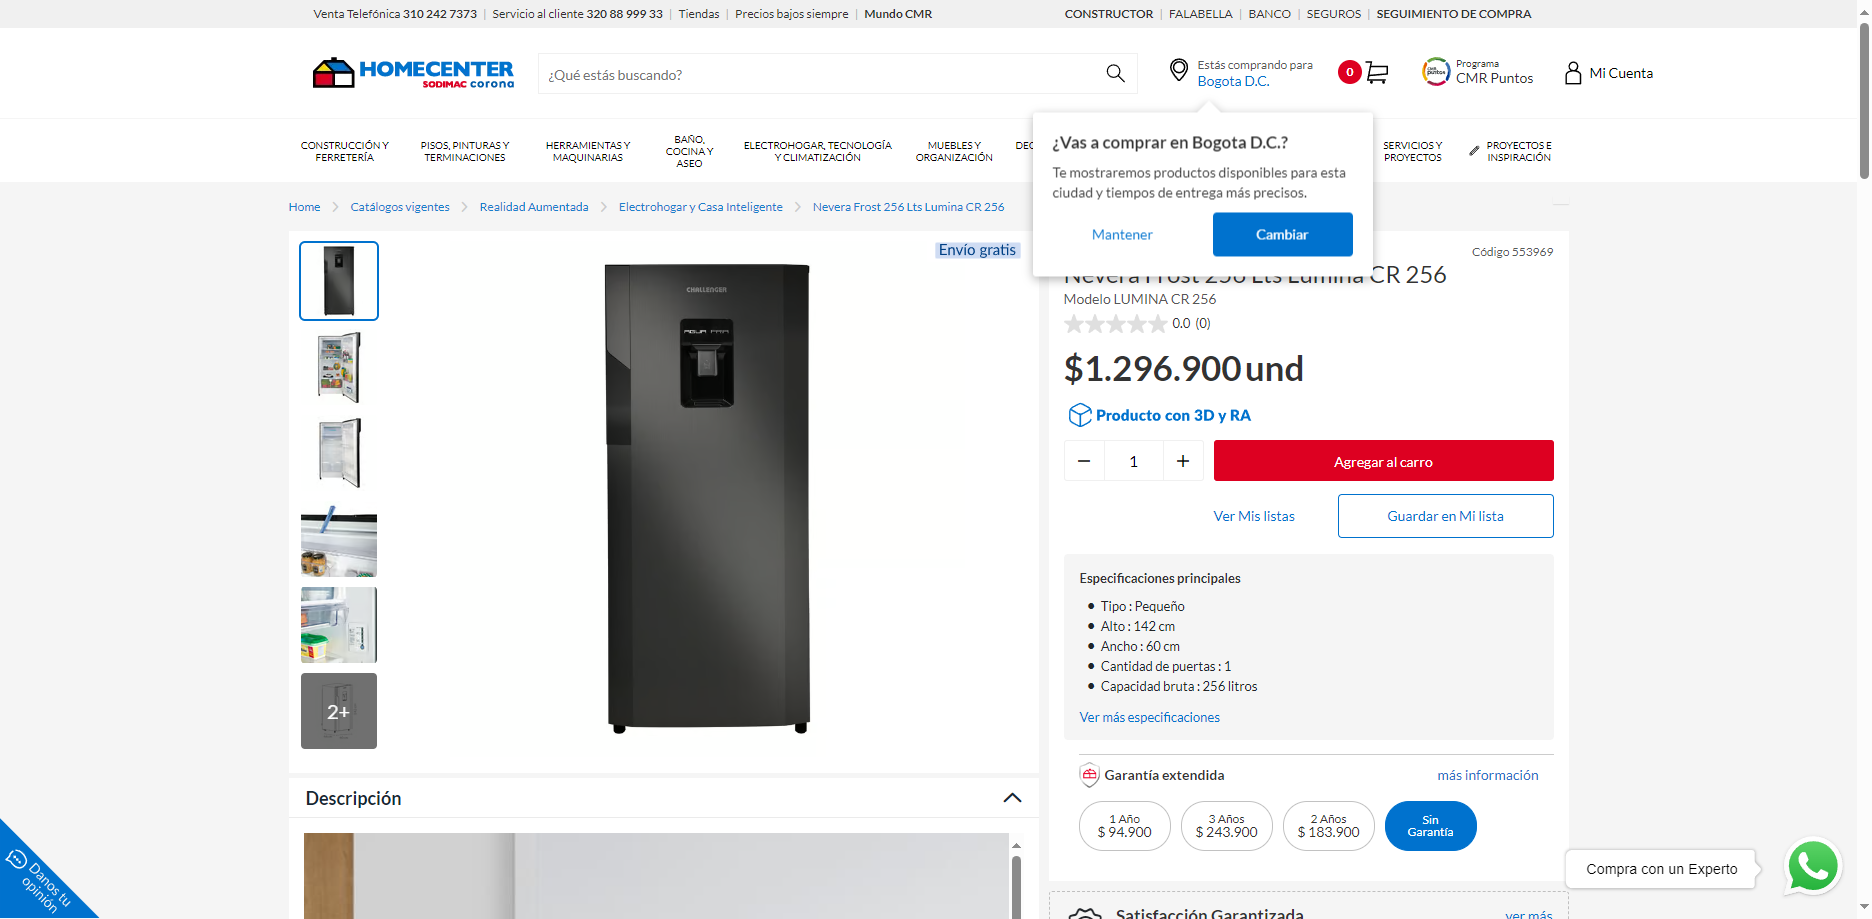 Venta Telefónica 310 242 7373 | Servicio al cliente 320 88 999 33 | Tiendas | Precios bajos siempre | Mundo CMR
CONSTRUCTOR | FALABELLA | BANCO | SEGUROS | SEGUIMIENTO DE COMPRA
HOMECENTER
SODIMAC corona
¿Qué estás buscando?
Estás comprando para
Bogota D.C.
0
CMR puntos
Programa
CMR Puntos
Mi Cuenta
CONSTRUCCIÓN Y
FERRETERÍA
PISOS, PINTURAS Y
TERMINACIONES
HERRAMIENTAS Y
MAQUINARIAS
BAÑO,
COCINA Y
ASEO
ELECTROHOGAR, TECNOLOGÍA
Y CLIMATIZACIÓN
MUEBLES Y
ORGANIZACIÓN
SERVICIOS Y
PROYECTOS
PROYECTOS E
INSPIRACIÓN
¿Vas a comprar en Bogota D.C.?
Te mostraremos productos disponibles para esta
ciudad y tiempos de entrega más precisos.
Mantener
Cambiar
Home
Catálogos vigentes
Realidad Aumentada
Electrohogar y Casa Inteligente
Nevera Frost 256 Lts Lumina CR 256
Envío gratis
CHALLENGER
AGUA FRIA
2+
Código 553969
Nevera Frost 256 Lts Lumina CR 256
Modelo LUMINA CR 256
0.0 (0)
$1.296.900 und
Producto con 3D y RA
− 1 +
Agregar al carro
Ver Mis listas
Guardar en Mi lista
Especificaciones principales
• Tipo : Pequeño
• Alto : 142 cm
• Ancho : 60 cm
• Cantidad de puertas : 1
• Capacidad bruta : 256 litros
Ver más especificaciones
Garantía extendida
más información
1 Año
$ 94.900
3 Años
$ 243.900
2 Años
$ 183.900
Sin
Garantía
Descripción
Satisfacción Garantizada
ver más
Compra con un Experto
Danos tu
opinión